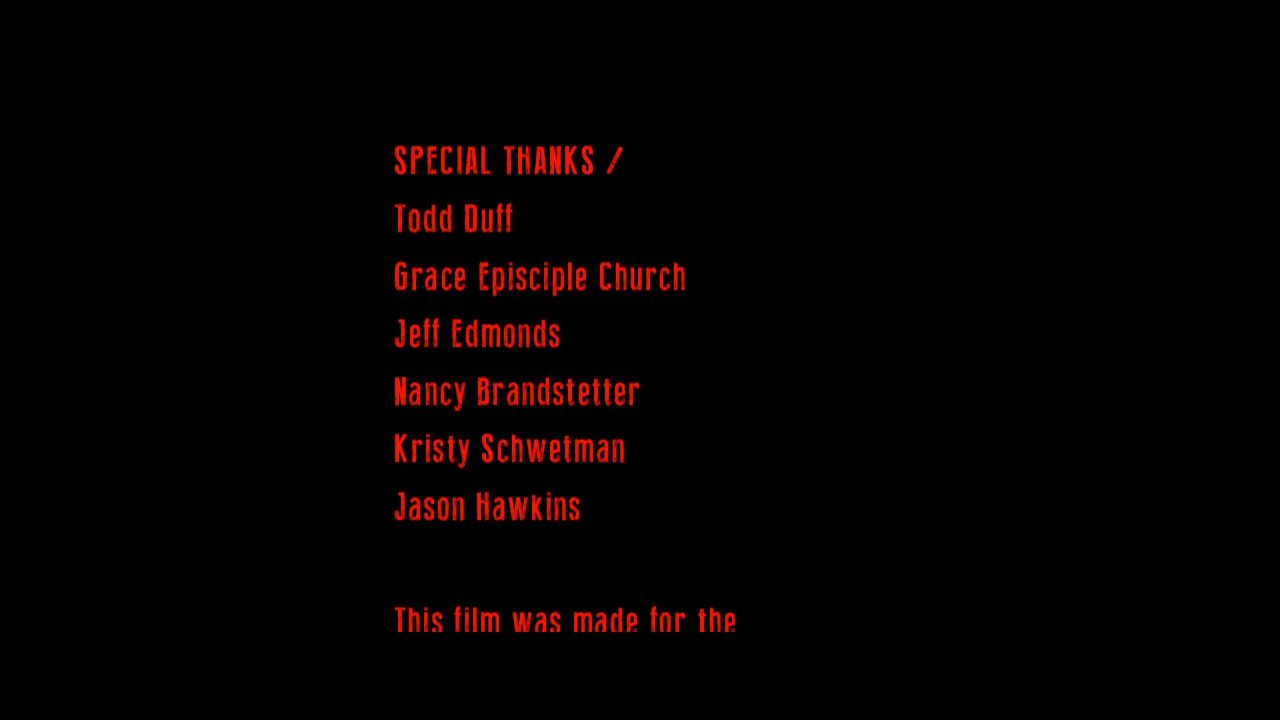 SPECIAL THANKS /
Todd Duff
Grace Episciple Church
Jeff Edmonds
Nancy Brandstetter
Kristy Schwetman
Jason Hawkins
This film was made for the